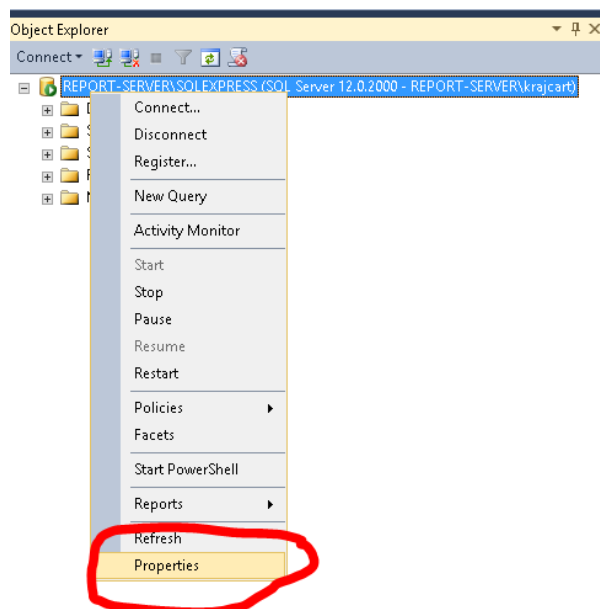 Object Explorer
Connect
REPORT-SERVER\SQLEXPRESS (SQL Server 12.0.2000 - REPORT-SERVER\krajcart)
Connect...
Disconnect
Register...
New Query
Activity Monitor
Start
Stop
Pause
Resume
Restart
Policies
Facets
Start PowerShell
Reports
Refresh
Properties